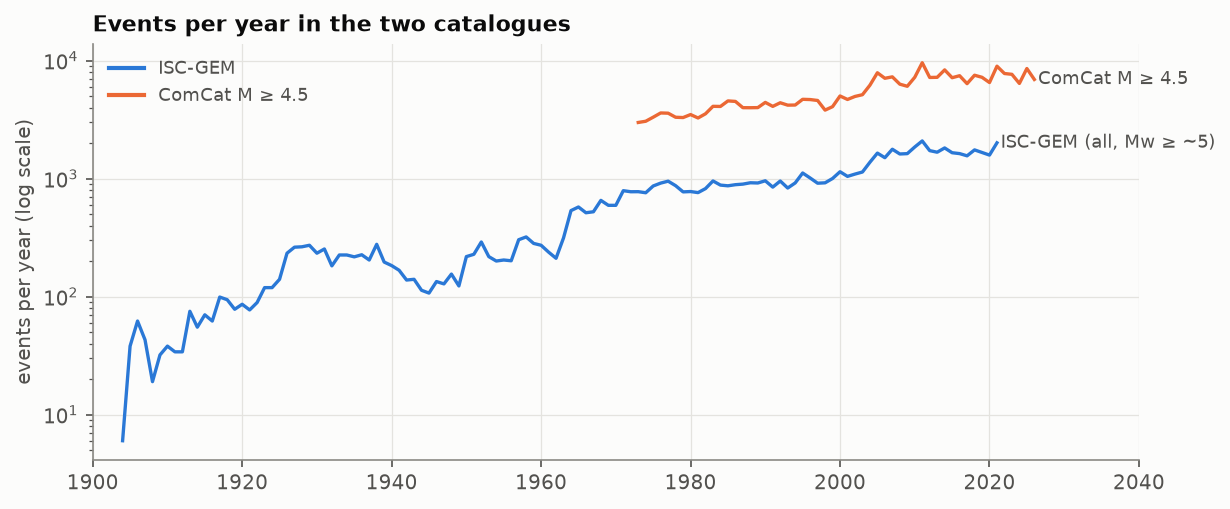 Events per year in the two catalogues
ISC-GEM
ComCat M ≥ 4.5
events per year (log scale)
10⁴
10³
10²
10¹
ComCat M ≥ 4.5
ISC-GEM (all, Mw ≥ ~5)
1900 1920 1940 1960 1980 2000 2020 2040